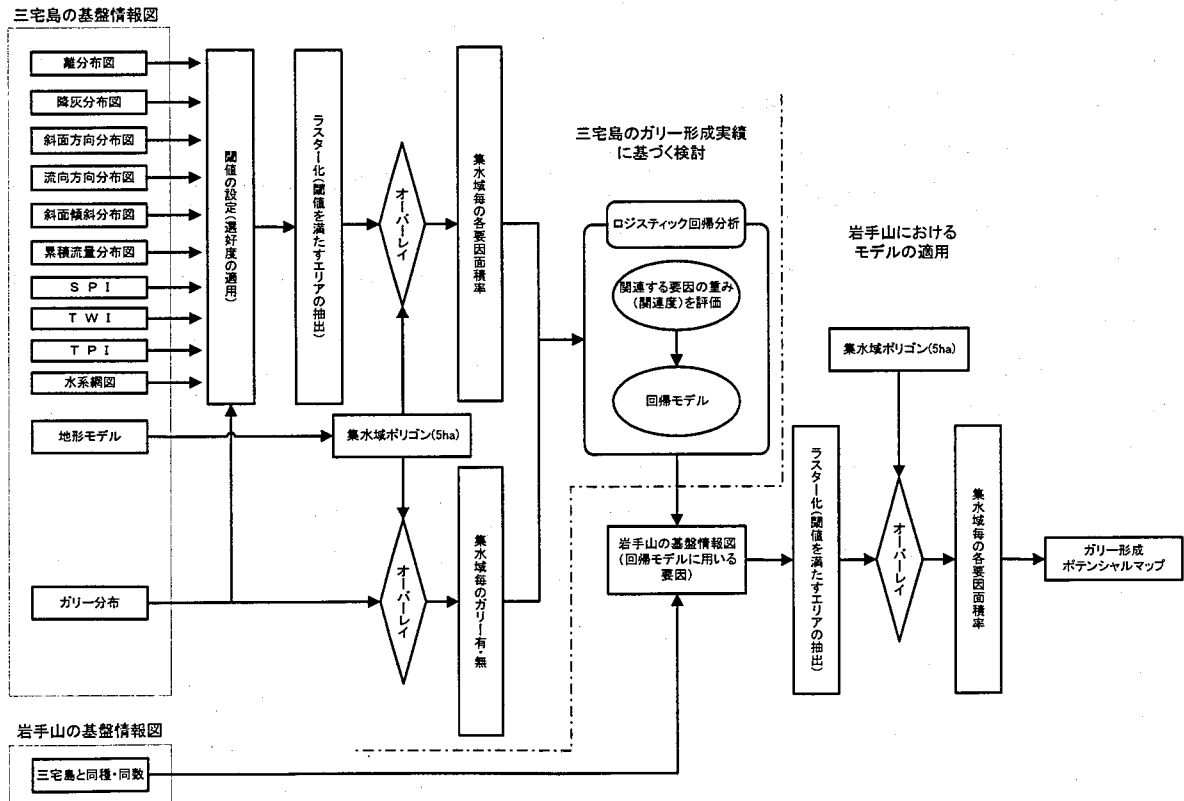 三宅島の基盤情報図
離分布図
降灰分布図
斜面方向分布図
流向方向分布図
斜面傾斜分布図
累積流量分布図
SPI
TWI
TPI
水系網図
地形モデル
ガリー分布
閾値の設定(選好度の適用)
ラスター化(閾値を満たすエリアの抽出)
オーバーレイ
集水域毎の各要因面積率
集水域ポリゴン(5ha)
オーバーレイ
集水域毎のガリー有・無
三宅島のガリー形成実績
に基づく検討
ロジスティック回帰分析
関連する要因の重み
(関連度)を評価
回帰モデル
岩手山における
モデルの適用
集水域ポリゴン(5ha)
岩手山の基盤情報図
(回帰モデルに用いる
要因)
ラスター化(閾値を満たすエリアの抽出)
オーバーレイ
集水域毎の各要因面積率
ガリー形成
ポテンシャルマップ
岩手山の基盤情報図
三宅島と同種・同数